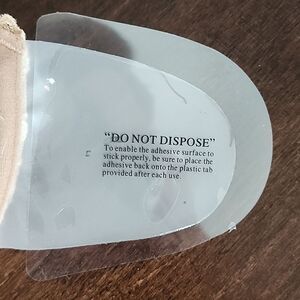 "DO NOT DISPOSE"
To enable the adhesive surface to
stick properly, be sure to place the
adhesive back onto the plastic tab
provided after each use.